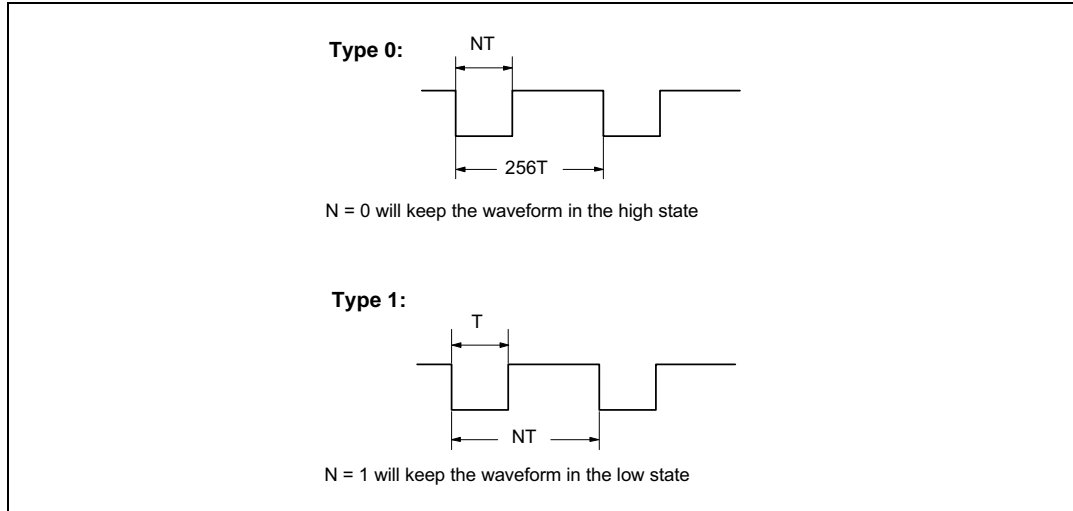 Type 0:
NT
256T
N = 0 will keep the waveform in the high state
Type 1:
T
NT
N = 1 will keep the waveform in the low state